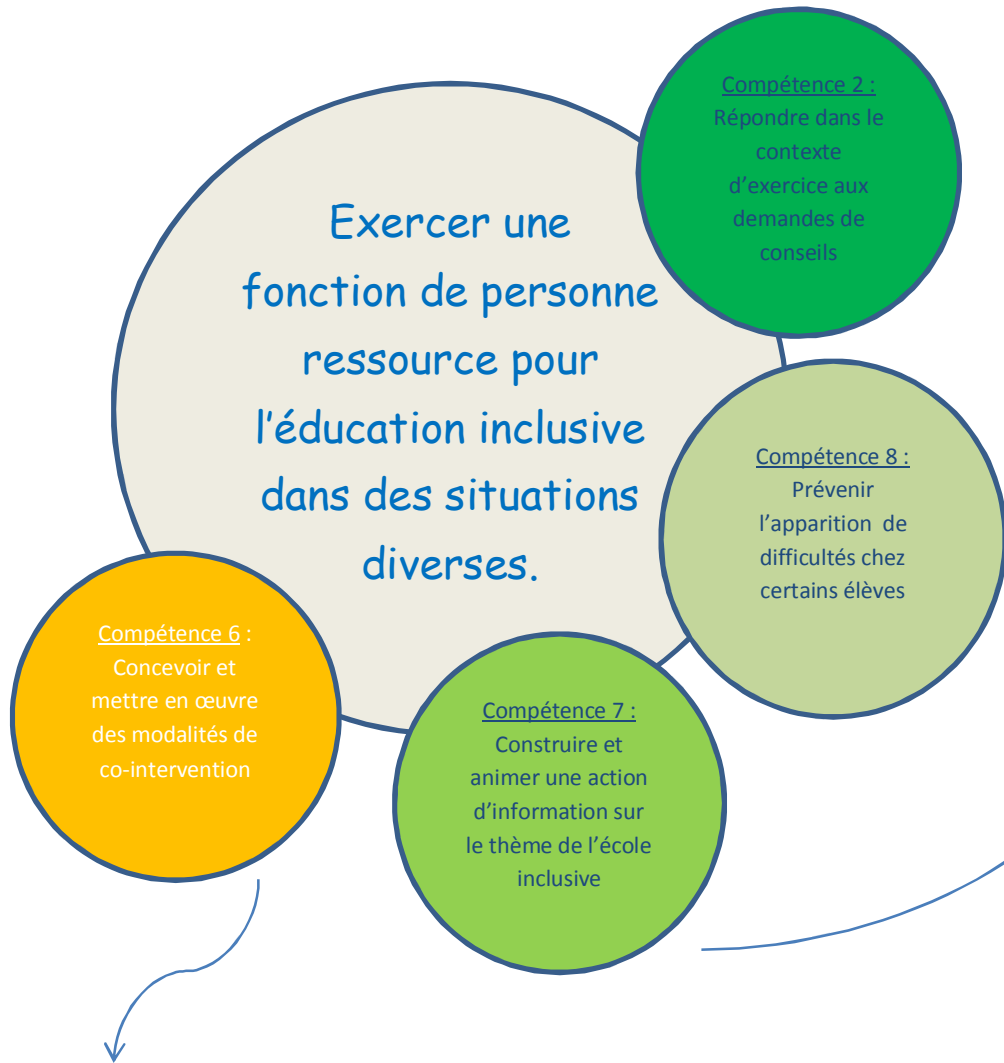 Compétence 2 :
Répondre dans le
contexte
d'exercice aux
demandes de
conseils
Exercer une
fonction de personne
ressource pour
l'éducation inclusive
dans des situations
diverses.
Compétence 8 :
Prévenir
l'apparition de
difficultés chez
certains élèves
Compétence 6 :
Concevoir et
mettre en œuvre
des modalités de
co-intervention
Compétence 7 :
Construire et
animer une action
d'information sur
le thème de l'école
inclusive